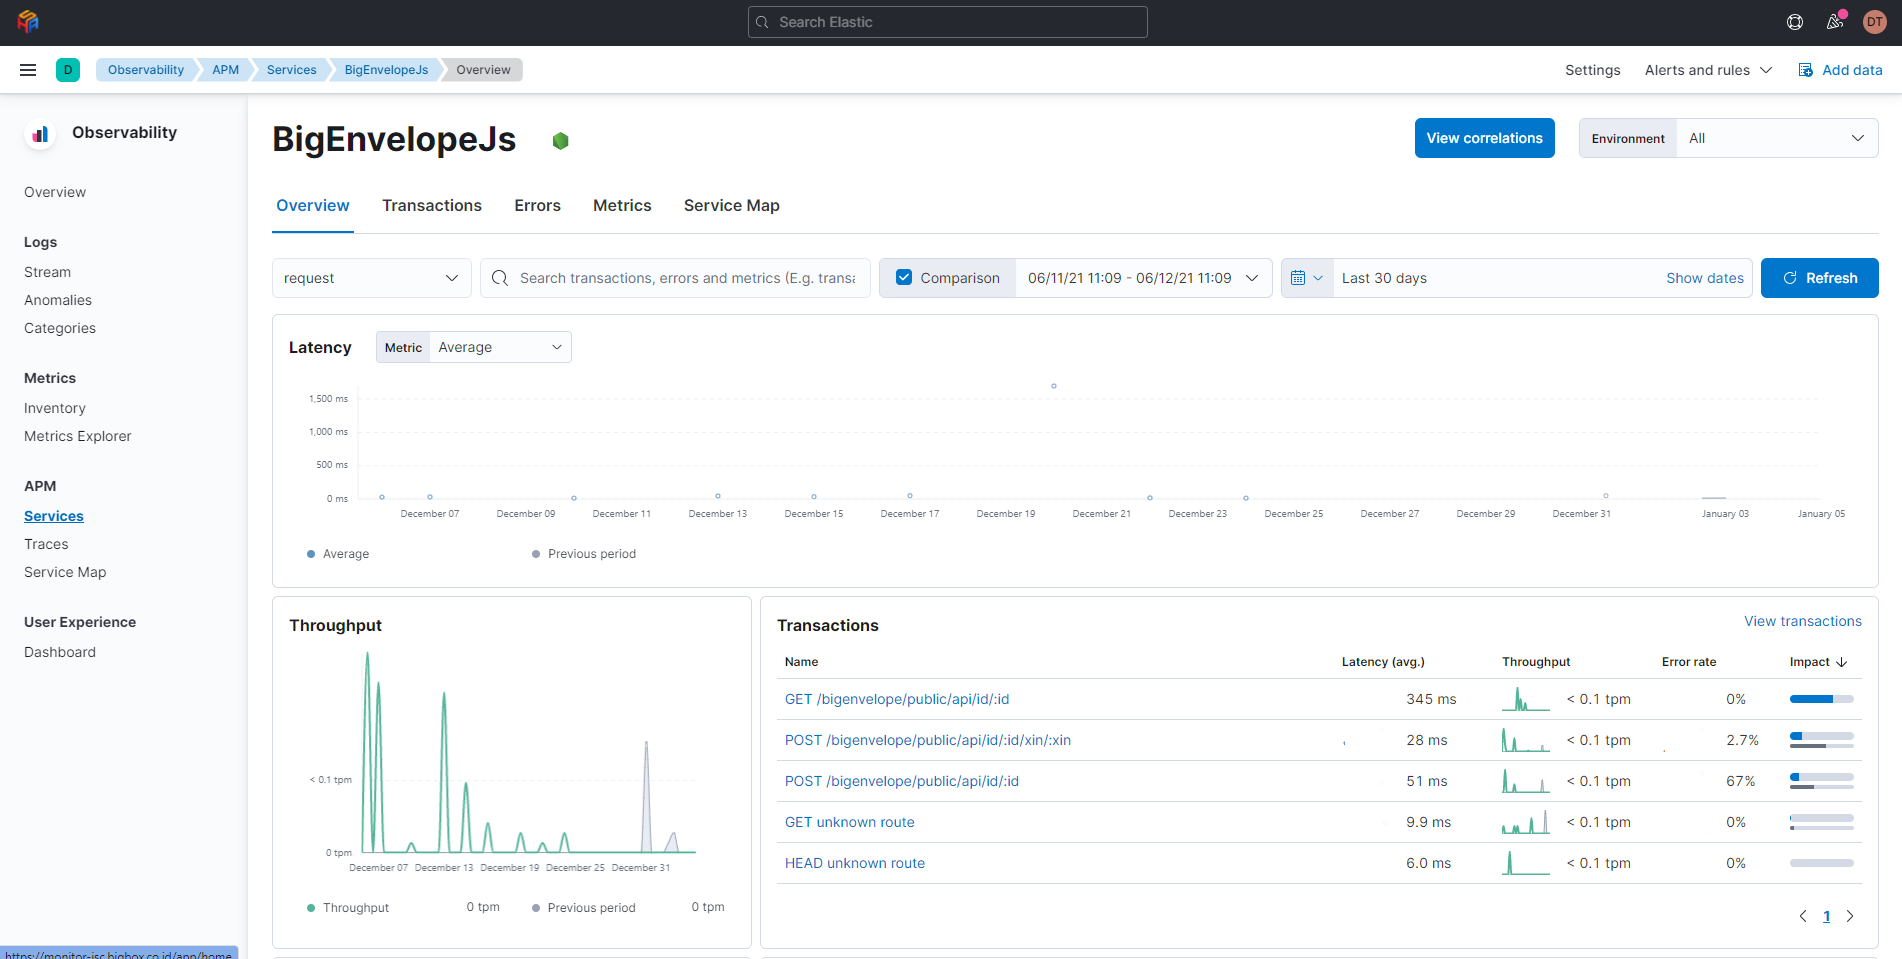 Search Elastic
DT
D
Observability
APM
Services
BigEnvelopeJs
Overview
Settings
Alerts and rules
Add data
Observability
Overview
Logs
Stream
Anomalies
Categories
Metrics
Inventory
Metrics Explorer
APM
Services
Traces
Service Map
User Experience
Dashboard
BigEnvelopeJs
View correlations
Environment
All
Overview
Transactions
Errors
Metrics
Service Map
request
Search transactions, errors and metrics (E.g. transa
Comparison
06/11/21 11:09 - 06/12/21 11:09
Last 30 days
Show dates
Refresh
Latency
Metric
Average
1,500 ms
1,000 ms
500 ms
0 ms
December 07
December 09
December 11
December 13
December 15
December 17
December 19
December 21
December 23
December 25
December 27
December 29
December 31
January 03
January 05
Average
Previous period
Throughput
< 0.1 tpm
0 tpm
December 07
December 13
December 19
December 25
December 31
Throughput
0 tpm
Previous period
0 tpm
Transactions
View transactions
Name Latency (avg.) Throughput Error rate Impact
GET /bigenvelope/public/api/id/:id 345 ms < 0.1 tpm 0%
POST /bigenvelope/public/api/id/:id/xin/:xin 28 ms < 0.1 tpm 2.7%
POST /bigenvelope/public/api/id/:id 51 ms < 0.1 tpm 67%
GET unknown route 9.9 ms < 0.1 tpm 0%
HEAD unknown route 6.0 ms < 0.1 tpm 0%
1
https://monitor-jsc.bigbox.co.id/app/home